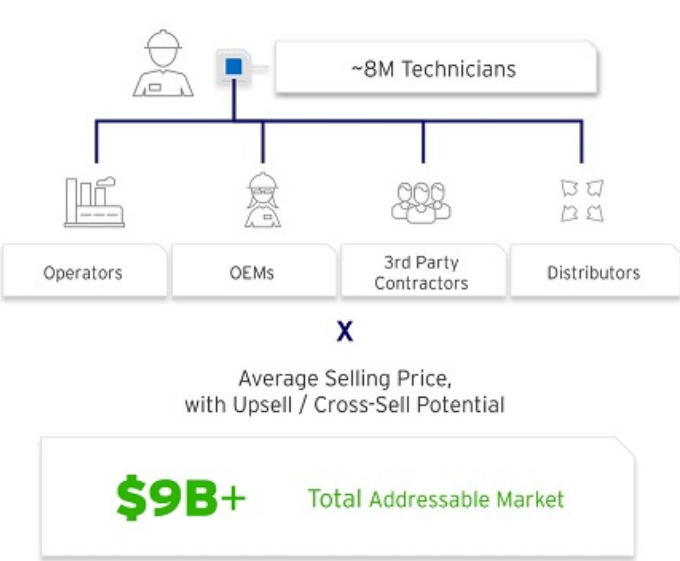 ~8M Technicians
Operators
OEMs
3rd Party
Contractors
Distributors
X
Average Selling Price,
with Upsell / Cross-Sell Potential
$9B+ Total Addressable Market